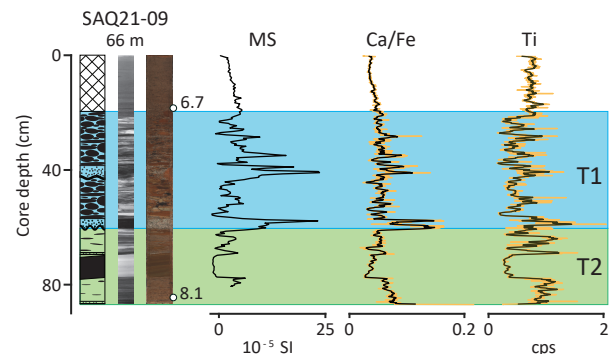 SAQ21-09
66 m
MS
Ca/Fe
Ti
0
6.7
40
T1
Core depth (cm)
T2
80
8.1
0
25
0
0.2
0
2
10⁻⁵ SI
cps